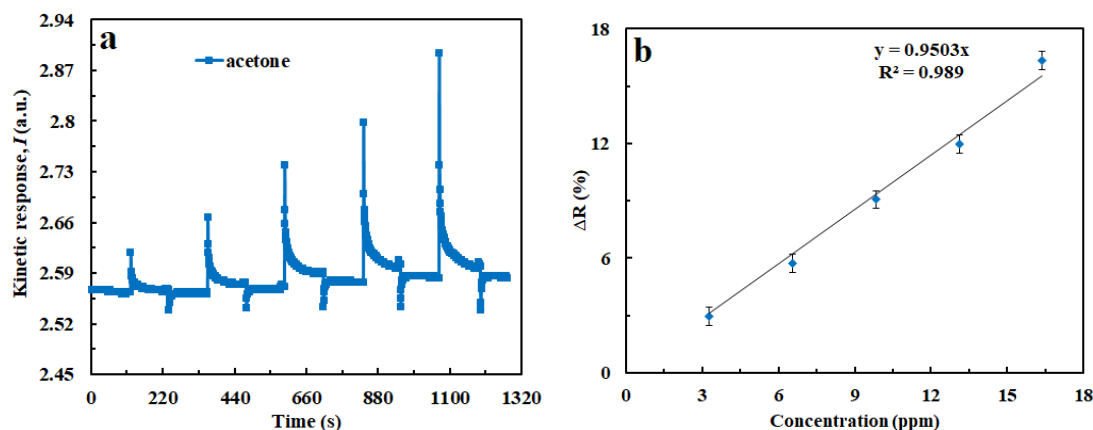 a
acetone
2.94
2.87
2.8
2.73
2.66
2.59
2.52
2.45
Kinetic response, I (a.u.)
0 220 440 660 880 1100 1320
Time (s)
b
y = 0.9503x
R² = 0.989
18
12
6
0
ΔR (%)
0 3 6 9 12 15 18
Concentration (ppm)